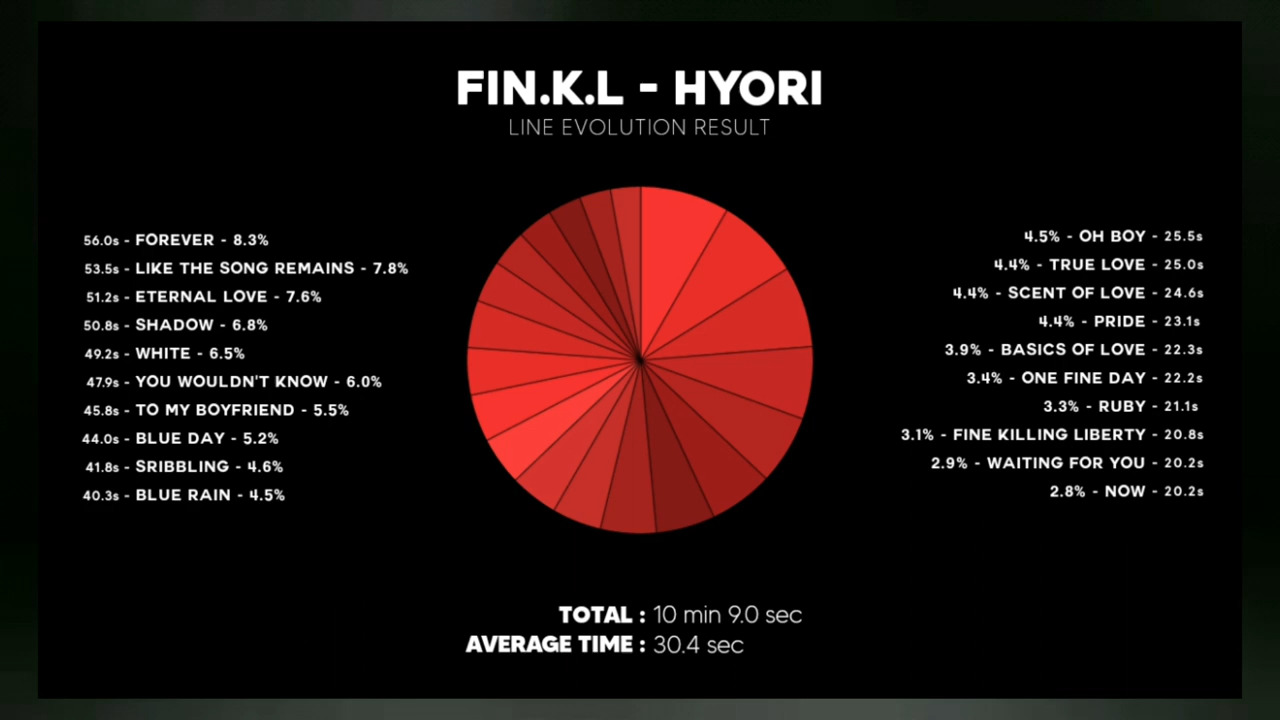 FIN.K.L - HYORI
LINE EVOLUTION RESULT
56.0s - FOREVER - 8.3%
53.5s - LIKE THE SONG REMAINS - 7.8%
51.2s - ETERNAL LOVE - 7.6%
50.8s - SHADOW - 6.8%
49.2s - WHITE - 6.5%
47.9s - YOU WOULDN'T KNOW - 6.0%
45.8s - TO MY BOYFRIEND - 5.5%
44.0s - BLUE DAY - 5.2%
41.8s - SRIBBLING - 4.6%
40.3s - BLUE RAIN - 4.5%
4.5% - OH BOY - 25.5s
4.4% - TRUE LOVE - 25.0s
4.4% - SCENT OF LOVE - 24.6s
4.4% - PRIDE - 23.1s
3.9% - BASICS OF LOVE - 22.3s
3.4% - ONE FINE DAY - 22.2s
3.3% - RUBY - 21.1s
3.1% - FINE KILLING LIBERTY - 20.8s
2.9% - WAITING FOR YOU - 20.2s
2.8% - NOW - 20.2s
TOTAL : 10 min 9.0 sec
AVERAGE TIME : 30.4 sec